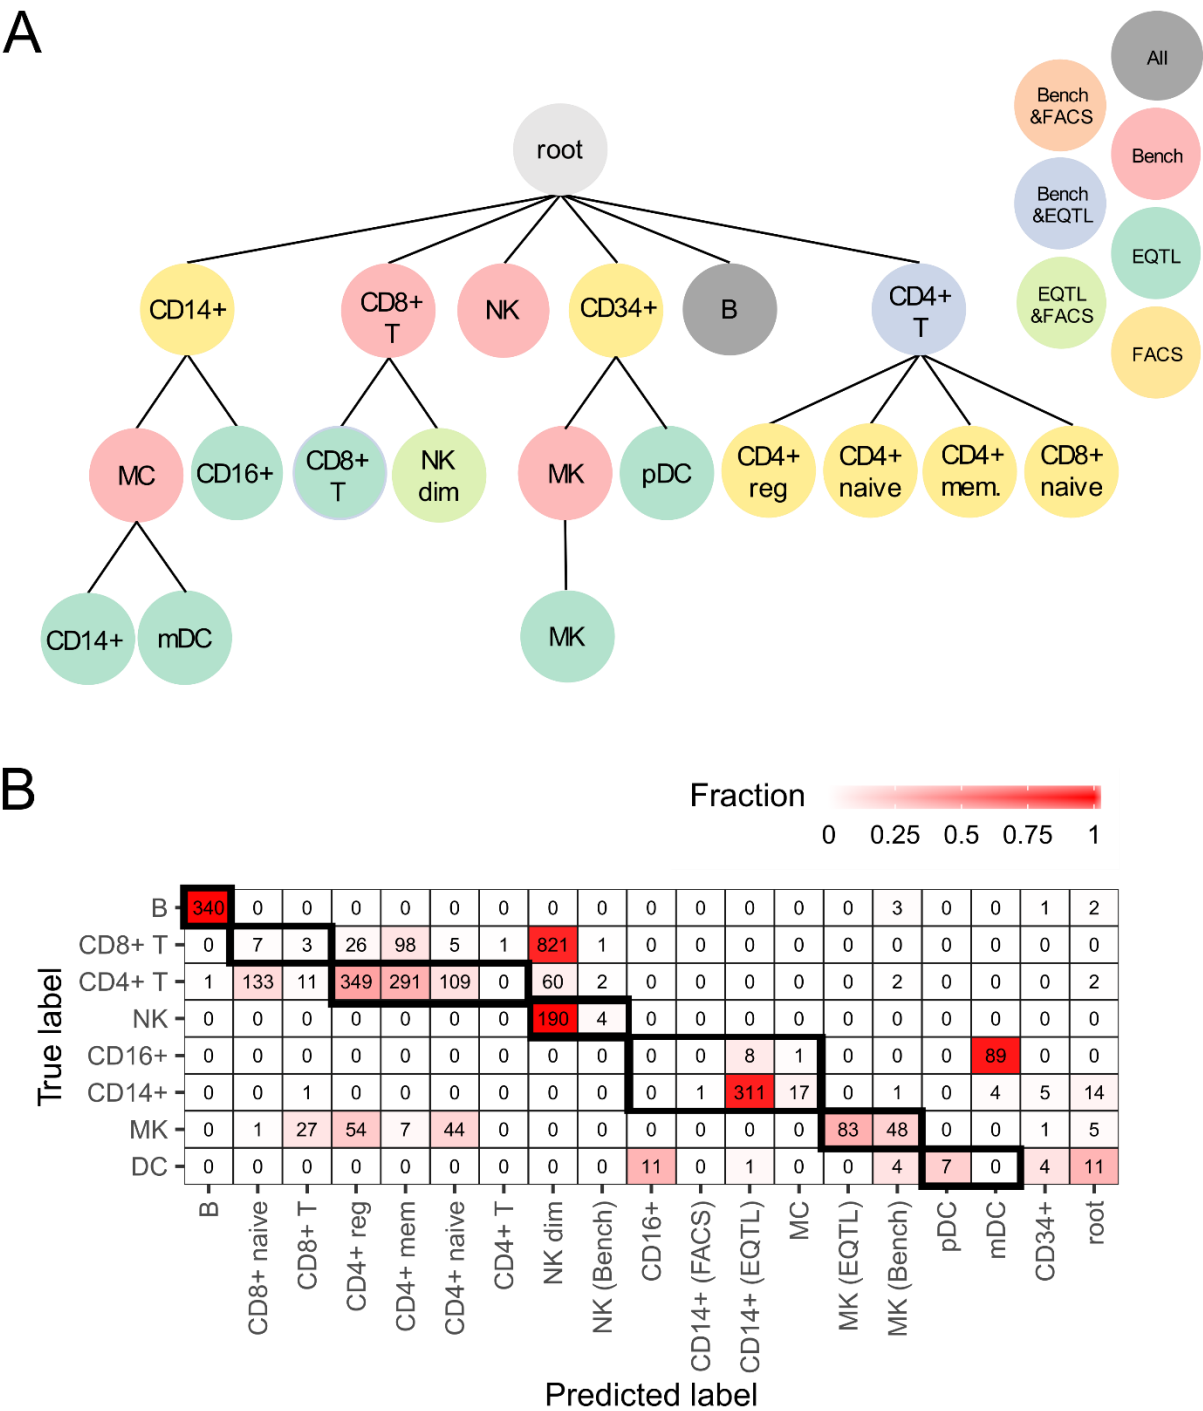 A
root
All
Bench
&FACS
Bench
Bench
&EQTL
EQTL
EQTL
&FACS
FACS
CD14+
CD8+
T
NK
CD34+
B
CD4+
T
MC
CD16+
CD8+
T
NK
dim
MK
pDC
CD4+
reg
CD4+
naive
CD4+
mem.
CD8+
naive
CD14+
mDC
MK
B
Fraction
0 0.25 0.5 0.75 1
True label
B 340 0 0 0 0 0 0 0 0 0 0 0 0 0 3 0 0 1 2
CD8+ T 0 7 3 26 98 5 1 821 1 0 0 0 0 0 0 0 0 0 0
CD4+ T 1 133 11 349 291 109 0 60 2 0 0 0 0 0 2 0 0 0 2
NK 0 0 0 0 0 0 0 190 4 0 0 0 0 0 0 0 0 0 0
CD16+ 0 0 0 0 0 0 0 0 0 0 0 8 1 0 0 0 89 0 0
CD14+ 0 0 1 0 0 0 0 0 0 0 1 311 17 0 1 0 4 5 14
MK 0 1 27 54 7 44 0 0 0 0 0 0 0 83 48 0 0 1 5
DC 0 0 0 0 0 0 0 0 0 11 0 1 0 0 4 7 0 4 11
B
CD8+ naive
CD8+ T
CD4+ reg
CD4+ mem
CD4+ naive
CD4+ T
NK dim
NK (Bench)
CD16+
CD14+ (FACS)
CD14+ (EQTL)
MC
MK (EQTL)
MK (Bench)
pDC
mDC
CD34+
root
Predicted label